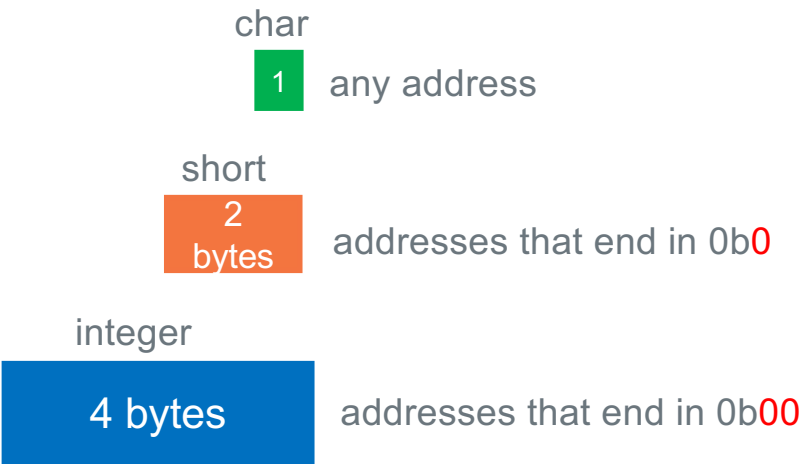 char
1
any address
short
2
bytes
addresses that end in 0b0
integer
4 bytes
addresses that end in 0b00